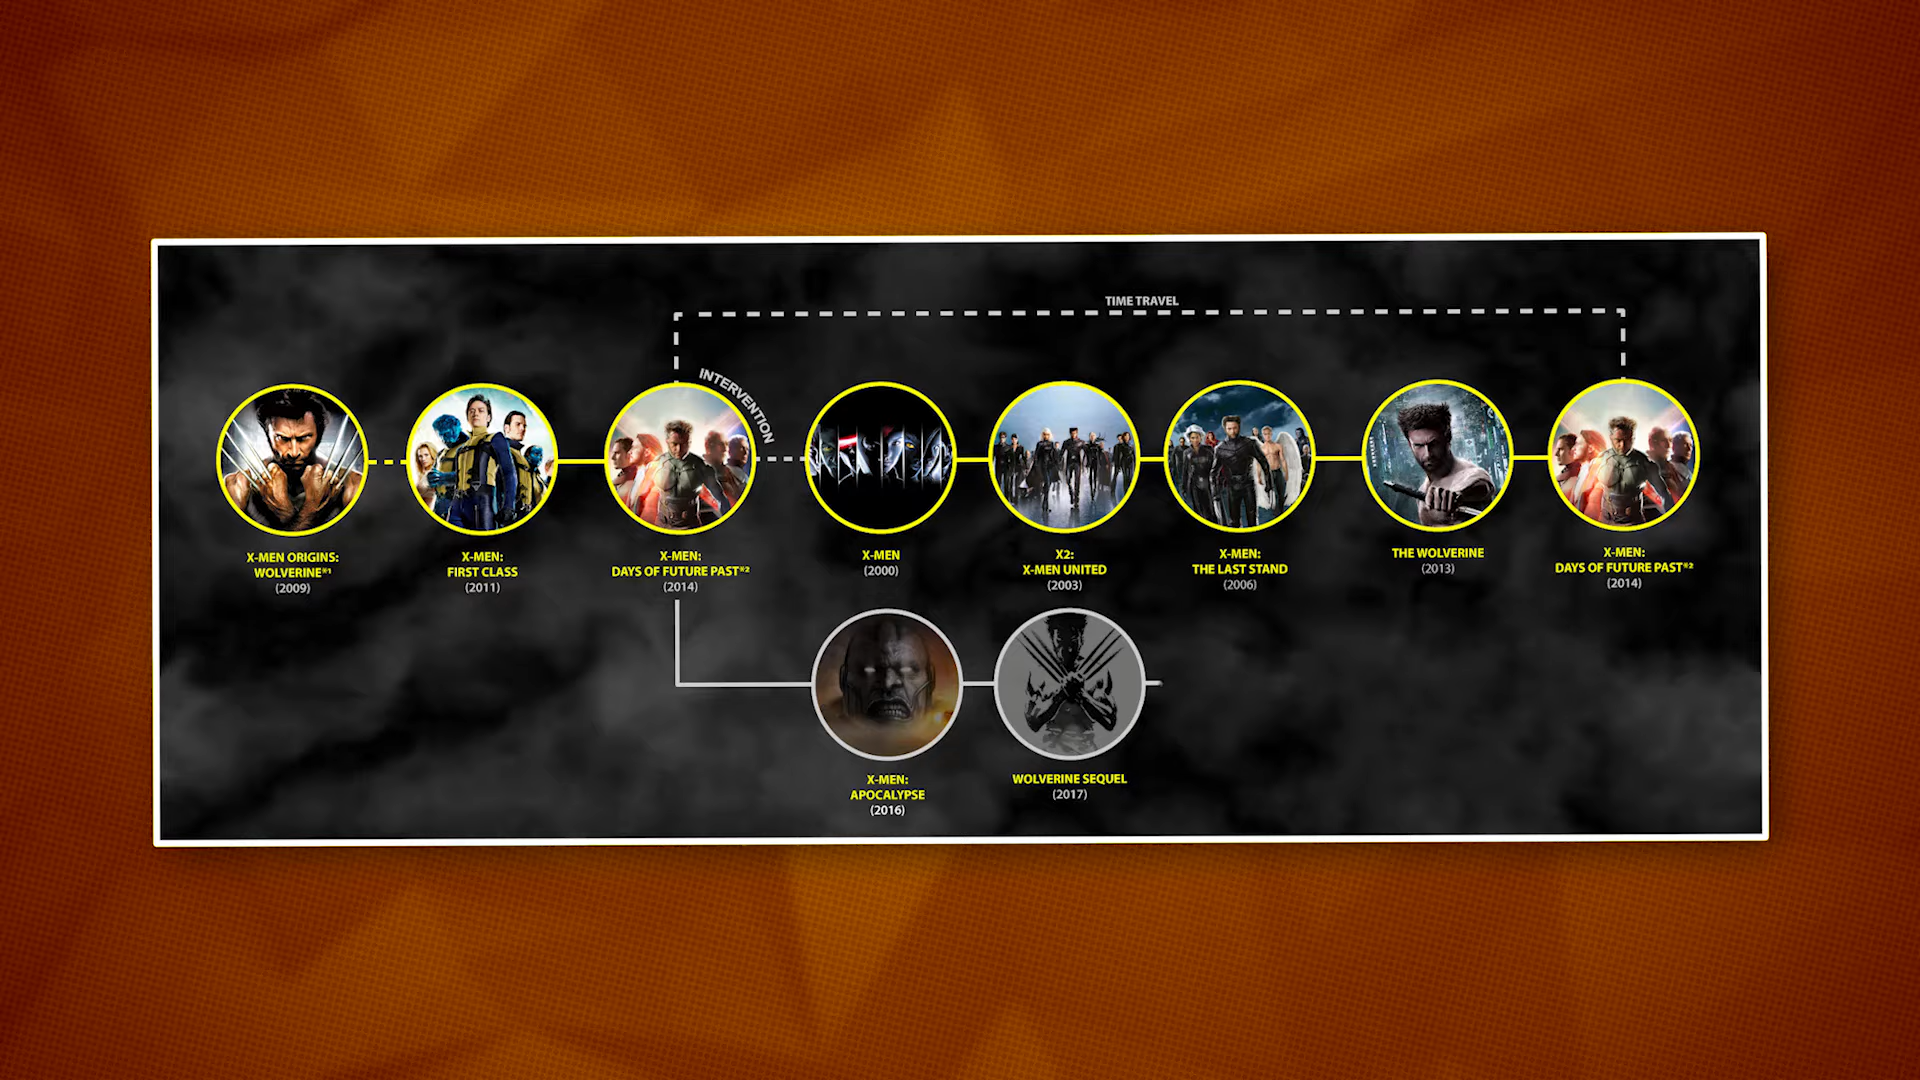 TIME TRAVEL
INTERVENTION
X-MEN ORIGINS:
WOLVERINE*1
(2009)
X-MEN:
FIRST CLASS
(2011)
X-MEN:
DAYS OF FUTURE PAST*2
(2014)
X-MEN
(2000)
X2:
X-MEN UNITED
(2003)
X-MEN:
THE LAST STAND
(2006)
THE WOLVERINE
(2013)
X-MEN:
DAYS OF FUTURE PAST*2
(2014)
X-MEN:
APOCALYPSE
(2016)
WOLVERINE SEQUEL
(2017)